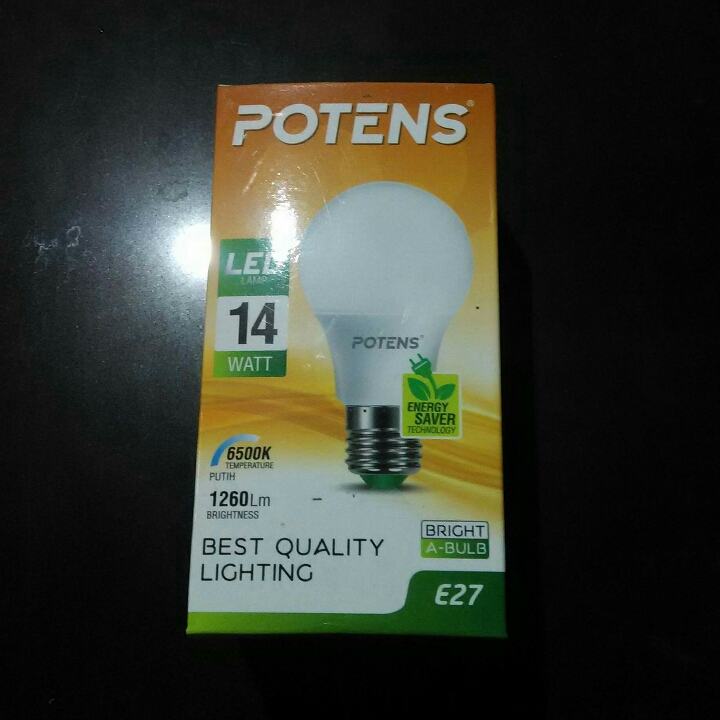 POTENS®
LED
LAMP
14
WATT
POTENS®
ENERGY
SAVER
TECHNOLOGY
6500K
TEMPERATURE
PUTIH
1260Lm
BRIGHTNESS
BRIGHT
A-BULB
BEST QUALITY
LIGHTING
E27